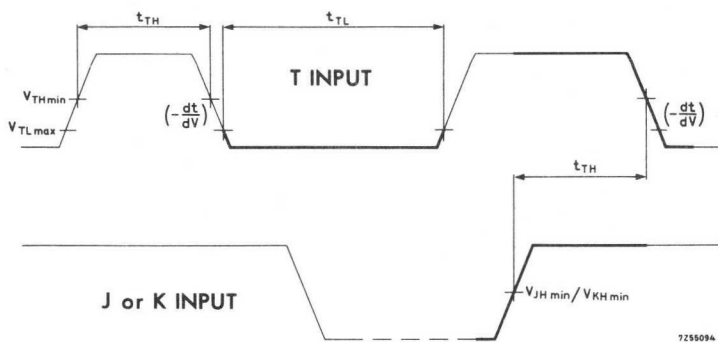 t_TH
t_TL
T INPUT
V_THmin
V_TLmax
(-dt/dV)
(-dt/dV)
t_TH
J or K INPUT
V_JHmin/V_KHmin
7Z55094